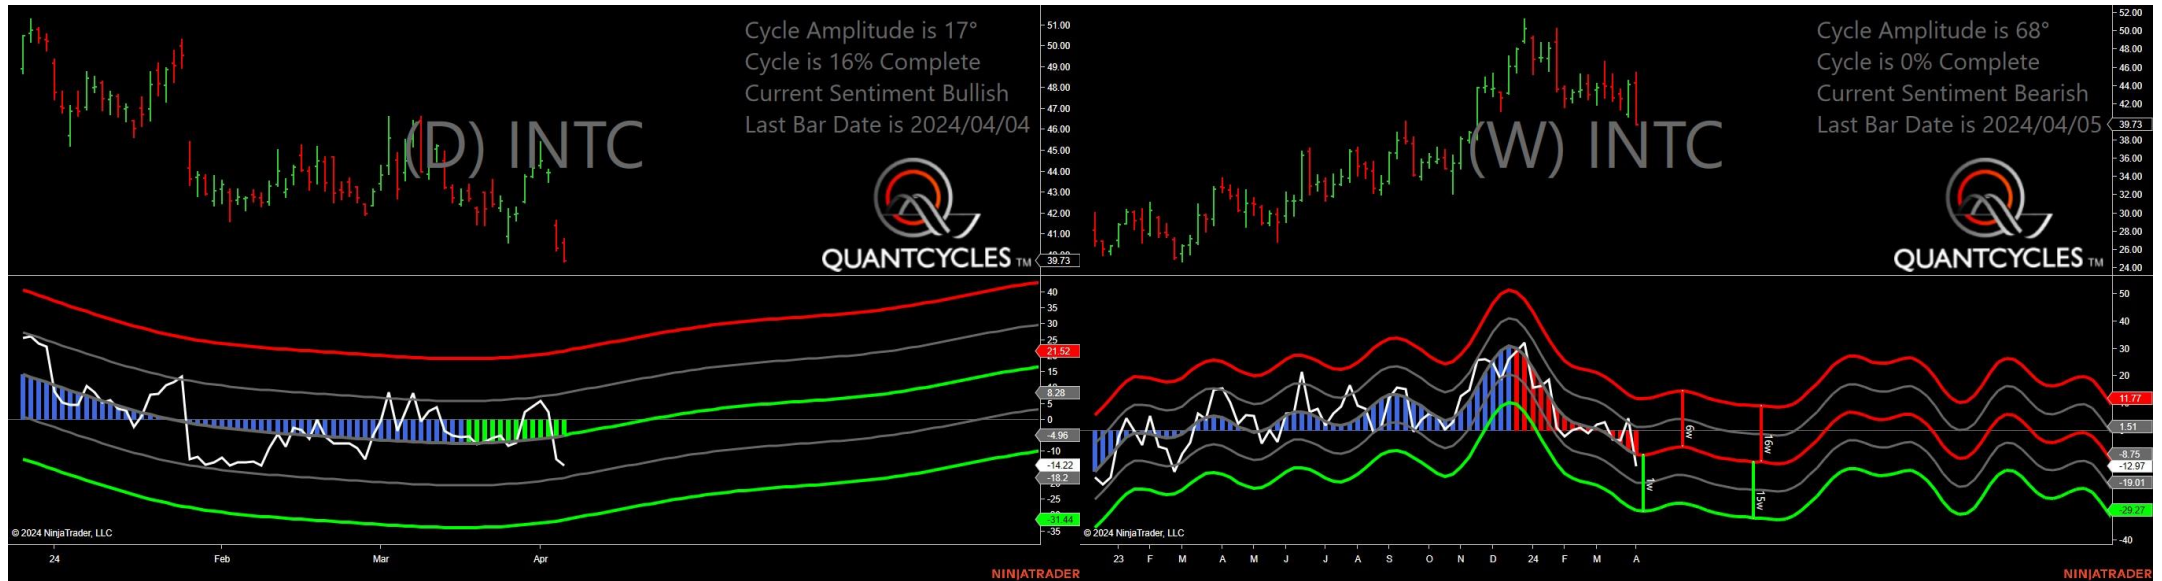 Cycle Amplitude is 17°
Cycle is 16% Complete
Current Sentiment Bullish
Last Bar Date is 2024/04/04
(D) INTC
QUANTCYCLES TM
51.00
50.00
49.00
48.00
47.00
46.00
45.00
44.00
43.00
42.00
41.00
39.73
40
35
30
25
21.52
15
8.28
5
0
-4.96
-10
-14.22
-18.2
-25
-31.44
-35
© 2024 NinjaTrader, LLC
24 Feb Mar Apr
NINJATRADER
Cycle Amplitude is 68°
Cycle is 0% Complete
Current Sentiment Bearish
Last Bar Date is 2024/04/05
(W) INTC
QUANTCYCLES TM
52.00
50.00
48.00
46.00
44.00
42.00
39.73
38.00
36.00
34.00
32.00
30.00
28.00
26.00
24.00
50
40
30
20
11.77
1.51
-8.75
-12.97
-19.01
-29.27
-40
6w
16w
1w
15w
© 2024 NinjaTrader, LLC
23 F M A M J J A S O N D 24 F M A
NINJATRADER